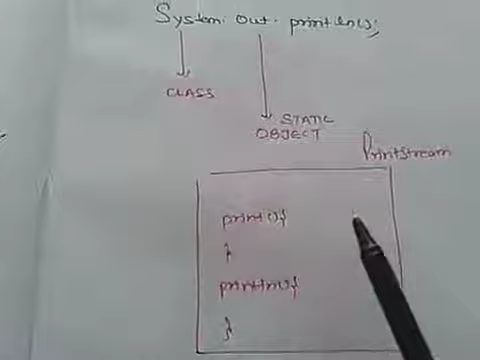 System. out. println();
CLASS
STATIC
OBJECT
Printstream
print(){
}
println(){
}